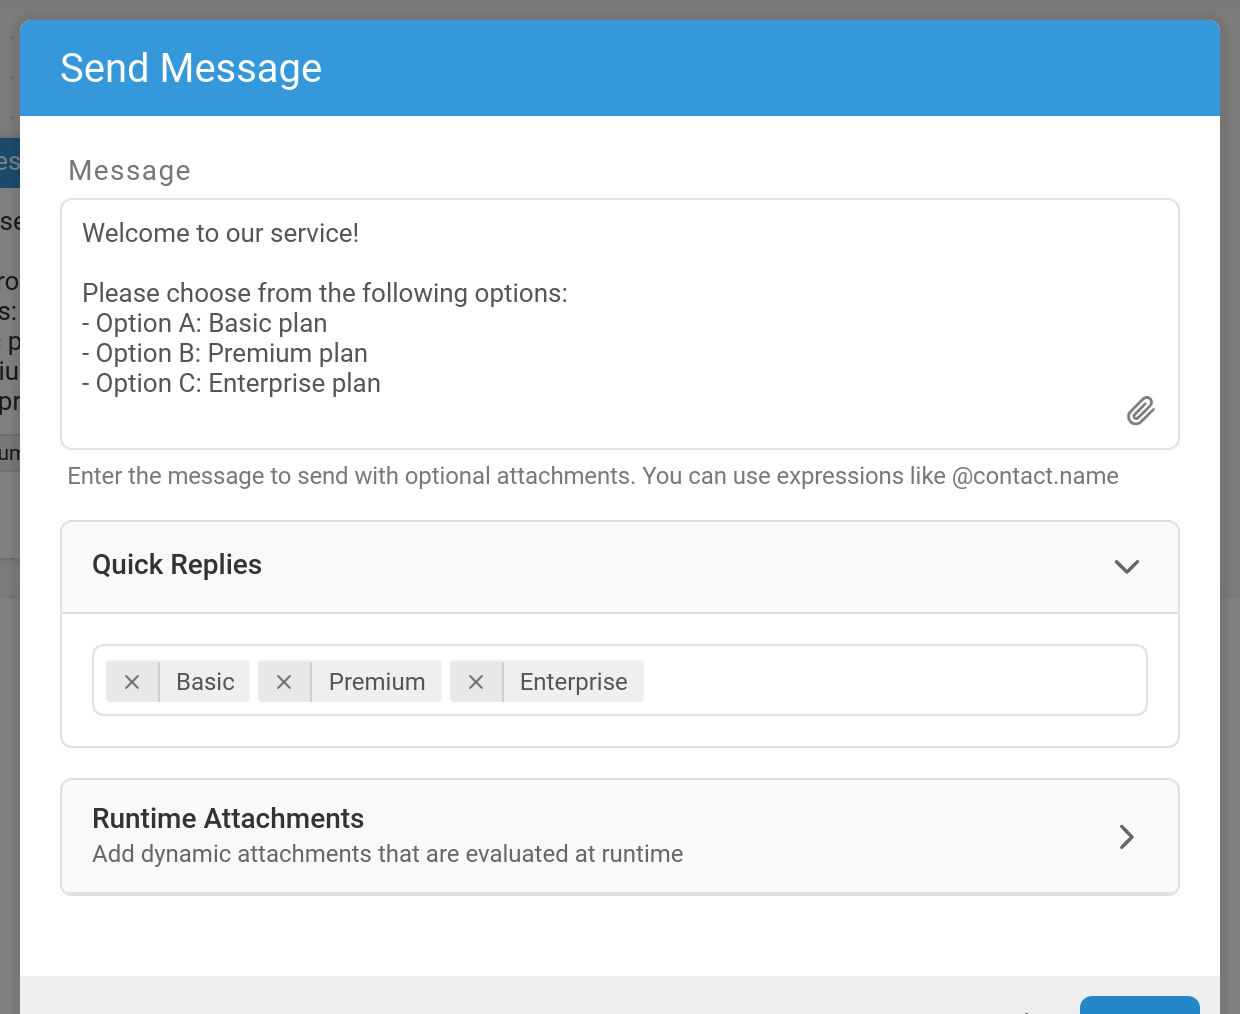 Send Message
Message
Welcome to our service!
Please choose from the following options:
- Option A: Basic plan
- Option B: Premium plan
- Option C: Enterprise plan
Enter the message to send with optional attachments. You can use expressions like @contact.name
Quick Replies
Basic
Premium
Enterprise
Runtime Attachments
Add dynamic attachments that are evaluated at runtime